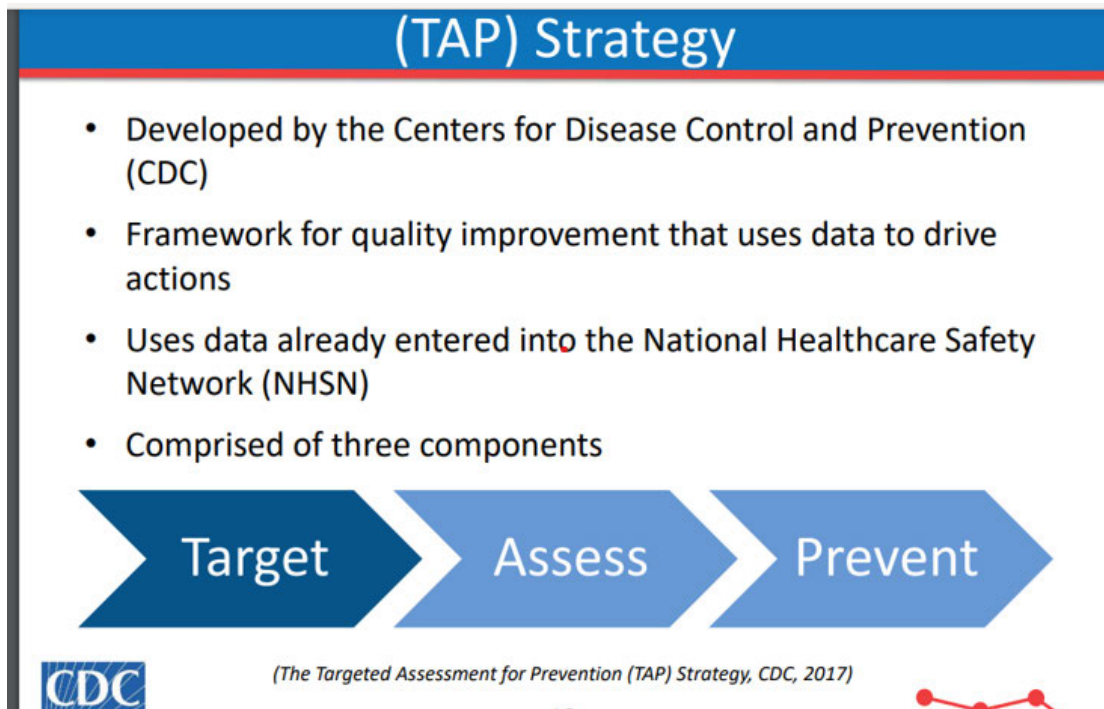 (TAP) Strategy
• Developed by the Centers for Disease Control and Prevention
(CDC)
• Framework for quality improvement that uses data to drive
actions
• Uses data already entered into the National Healthcare Safety
Network (NHSN)
• Comprised of three components
Target
Assess
Prevent
(The Targeted Assessment for Prevention (TAP) Strategy, CDC, 2017)
CDC